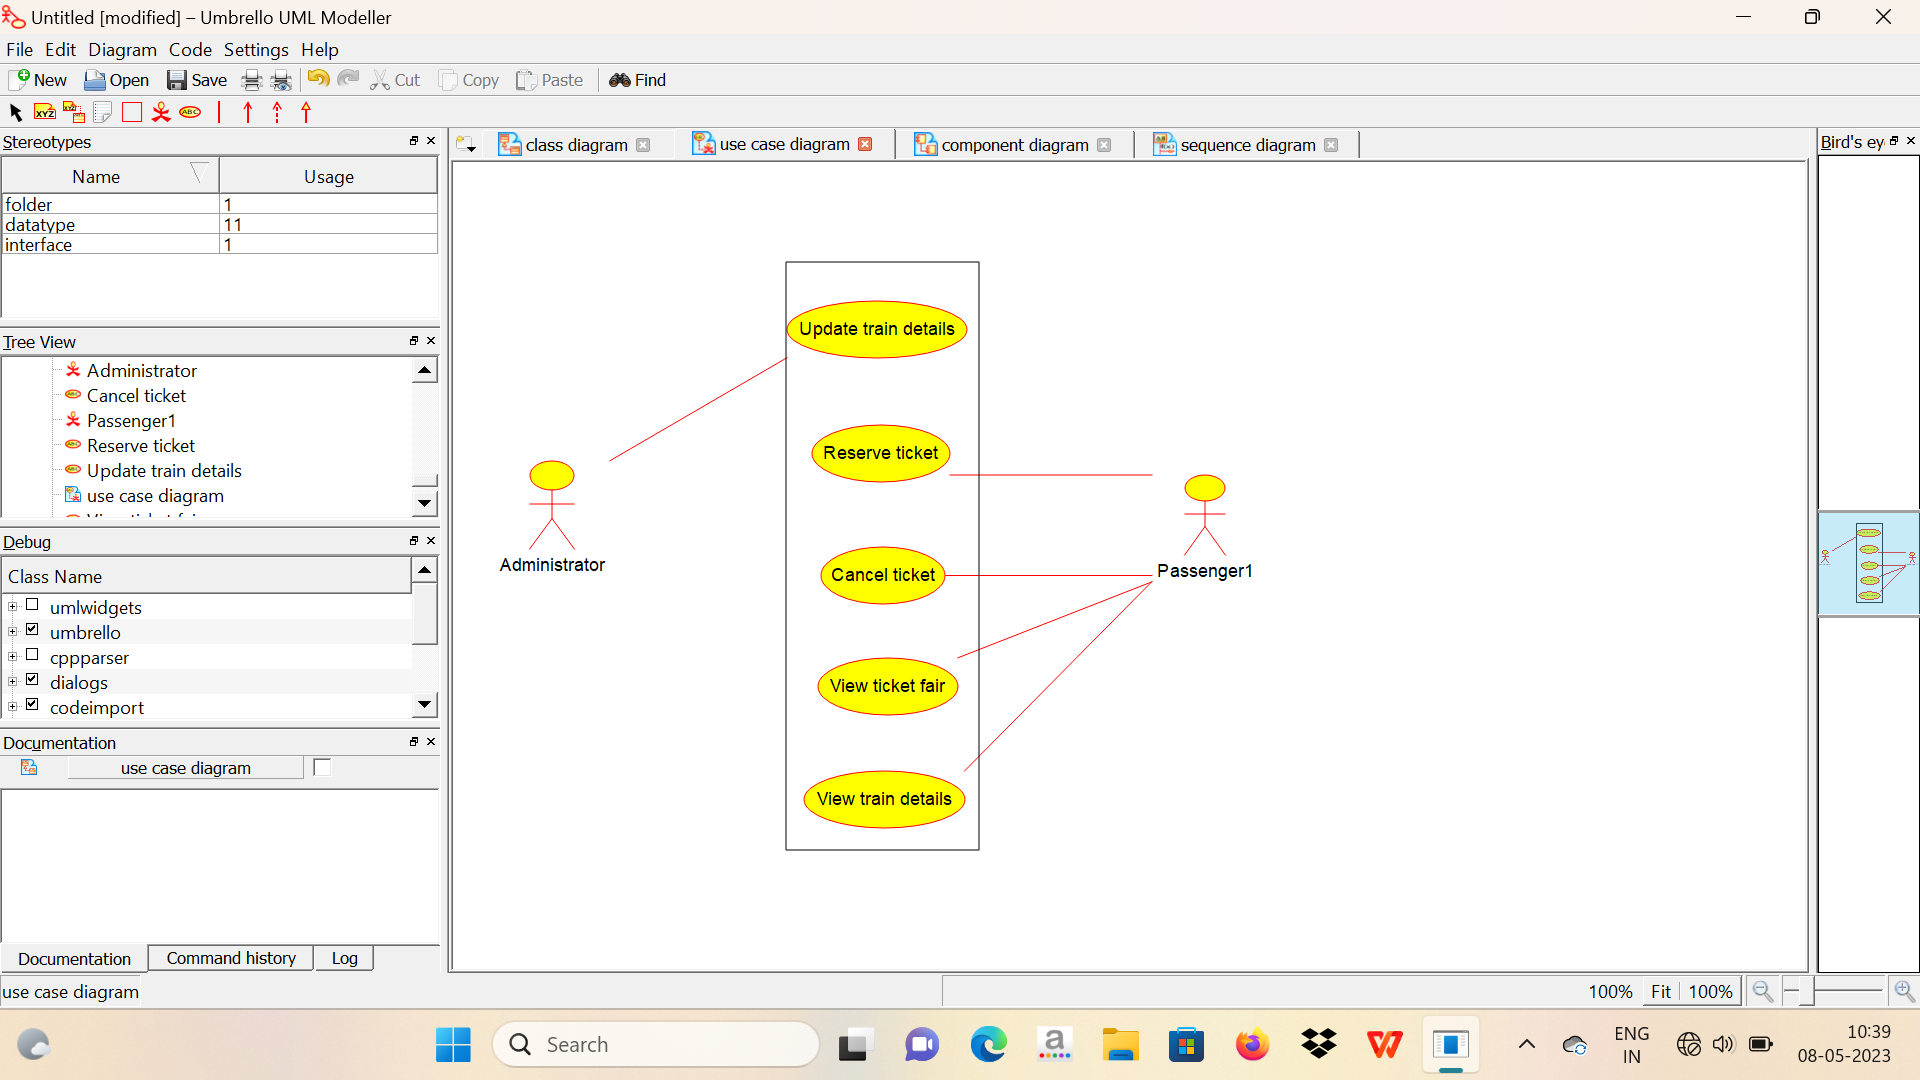 Untitled [modified] – Umbrello UML Modeller
File Edit Diagram Code Settings Help
New Open Save Cut Copy Paste Find
XYZ XYZ ABC
Stereotypes
Name Usage
folder 1
datatype 11
interface 1
Tree View
Administrator
Cancel ticket
Passenger1
Reserve ticket
Update train details
use case diagram
Debug
Class Name
umlwidgets
umbrello
cppparser
dialogs
codeimport
Documentation
use case diagram
Documentation Command history Log
class diagram use case diagram component diagram sequence diagram
Update train details
Reserve ticket
Cancel ticket
View ticket fair
View train details
Administrator
Passenger1
Bird's ey
use case diagram
100% Fit 100%
Search
ENG
IN
10:39
08-05-2023